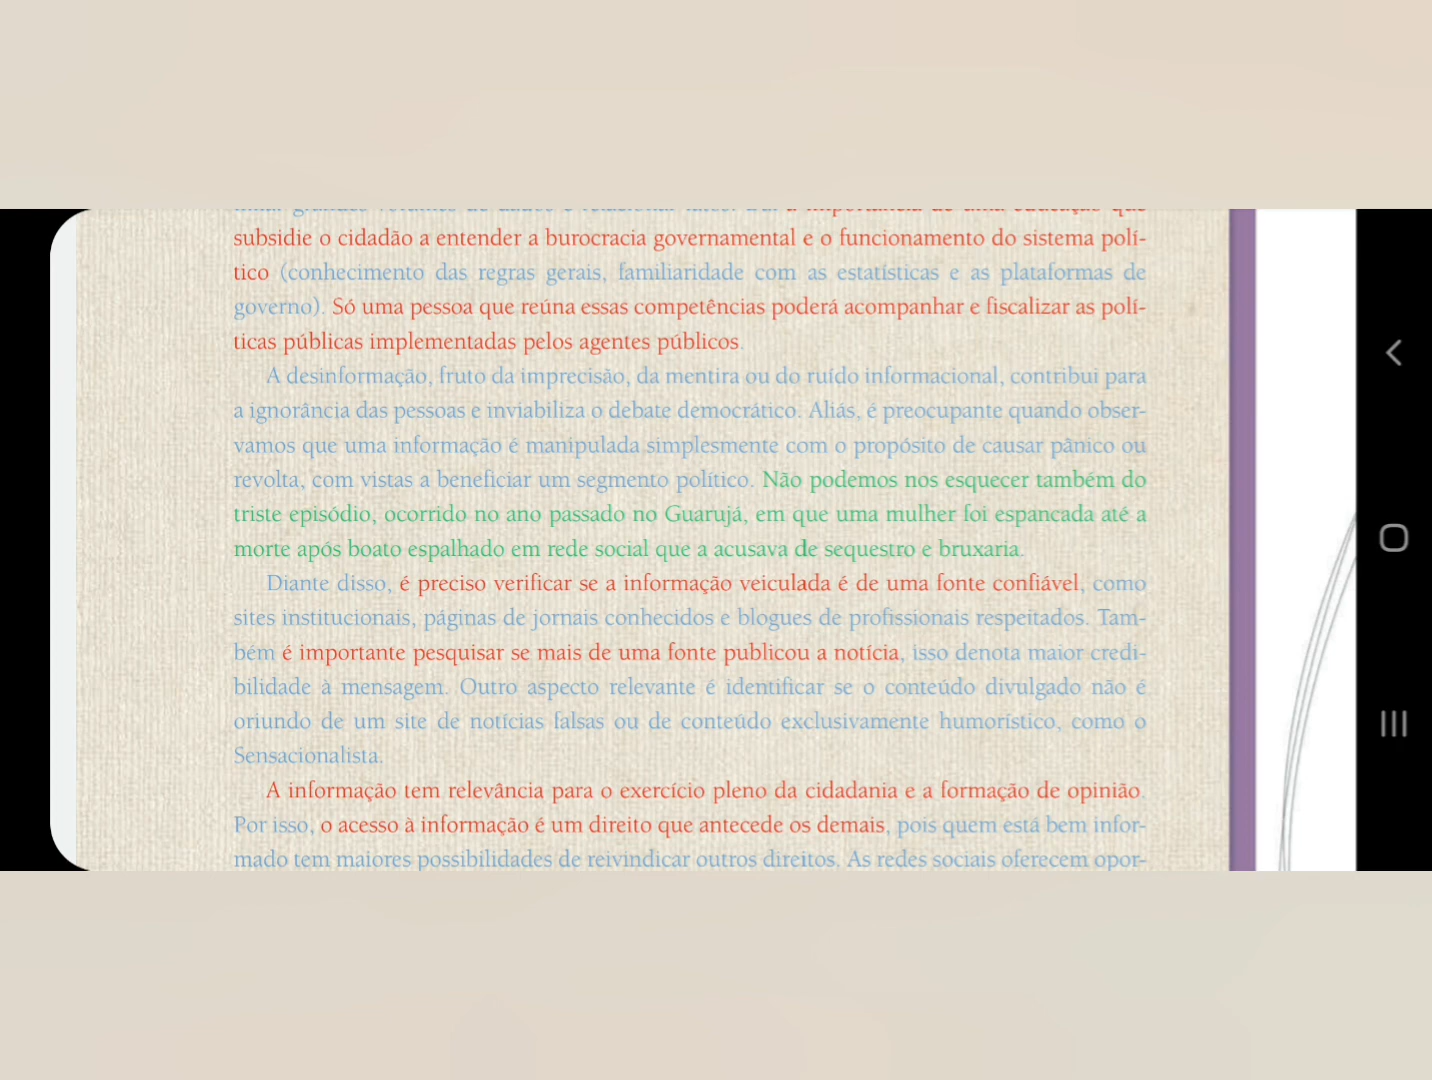 subsidie o cidadão a entender a burocracia governamental e o funcionamento do sistema polí-
tico (conhecimento das regras gerais, familiaridade com as estatísticas e as plataformas de
governo). Só uma pessoa que reúna essas competências poderá acompanhar e fiscalizar as polí-
ticas públicas implementadas pelos agentes públicos.
A desinformação, fruto da imprecisão, da mentira ou do ruído informacional, contribui para
a ignorância das pessoas e inviabiliza o debate democrático. Aliás, é preocupante quando obser-
vamos que uma informação é manipulada simplesmente com o propósito de causar pânico ou
revolta, com vistas a beneficiar um segmento político. Não podemos nos esquecer também do
triste episódio, ocorrido no ano passado no Guarujá, em que uma mulher foi espancada até a
morte após boato espalhado em rede social que a acusava de sequestro e bruxaria.
Diante disso, é preciso verificar se a informação veiculada é de uma fonte confiável, como
sites institucionais, páginas de jornais conhecidos e blogues de profissionais respeitados. Tam-
bém é importante pesquisar se mais de uma fonte publicou a notícia, isso denota maior credi-
bilidade à mensagem. Outro aspecto relevante é identificar se o conteúdo divulgado não é
oriundo de um site de notícias falsas ou de conteúdo exclusivamente humorístico, como o
Sensacionalista.
A informação tem relevância para o exercício pleno da cidadania e a formação de opinião.
Por isso, o acesso à informação é um direito que antecede os demais, pois quem está bem infor-
mado tem maiores possibilidades de reivindicar outros direitos. As redes sociais oferecem opor-